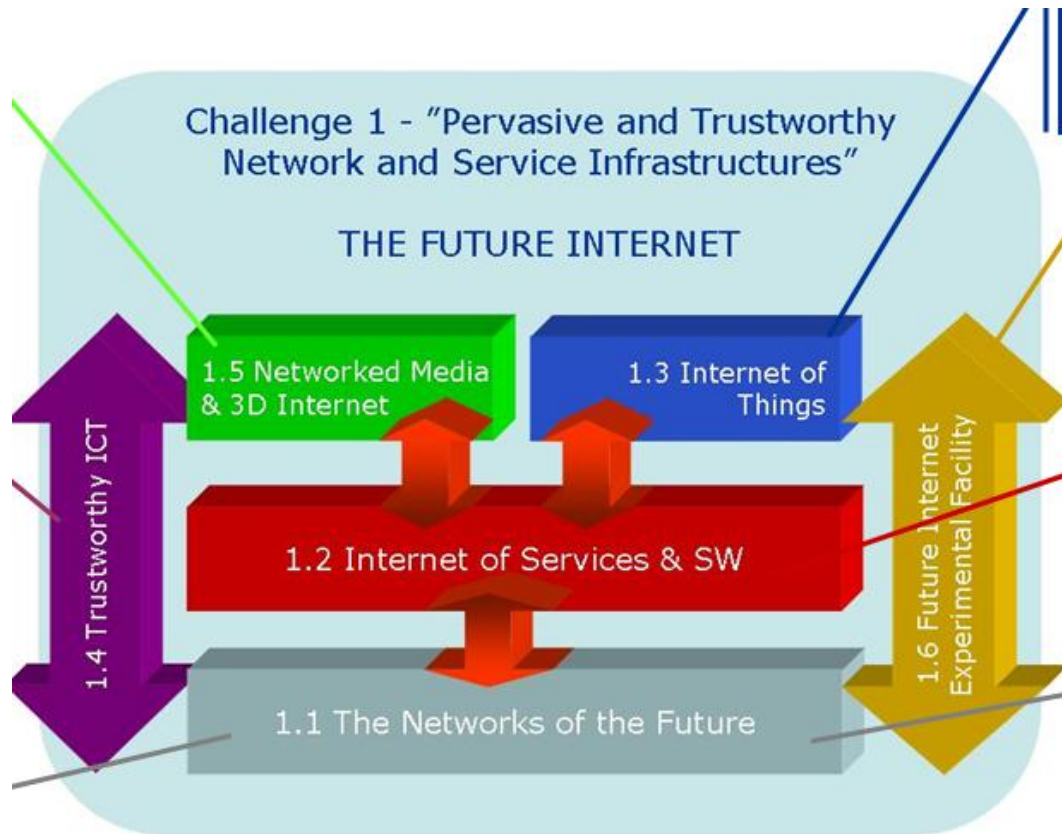 Challenge 1 - ”Pervasive and Trustworthy
Network and Service Infrastructures”
THE FUTURE INTERNET
1.5 Networked Media
& 3D Internet
1.3 Internet of
Things
1.4 Trustworthy ICT
1.2 Internet of Services & SW
1.6 Future Internet
Experimental Facility
1.1 The Networks of the Future